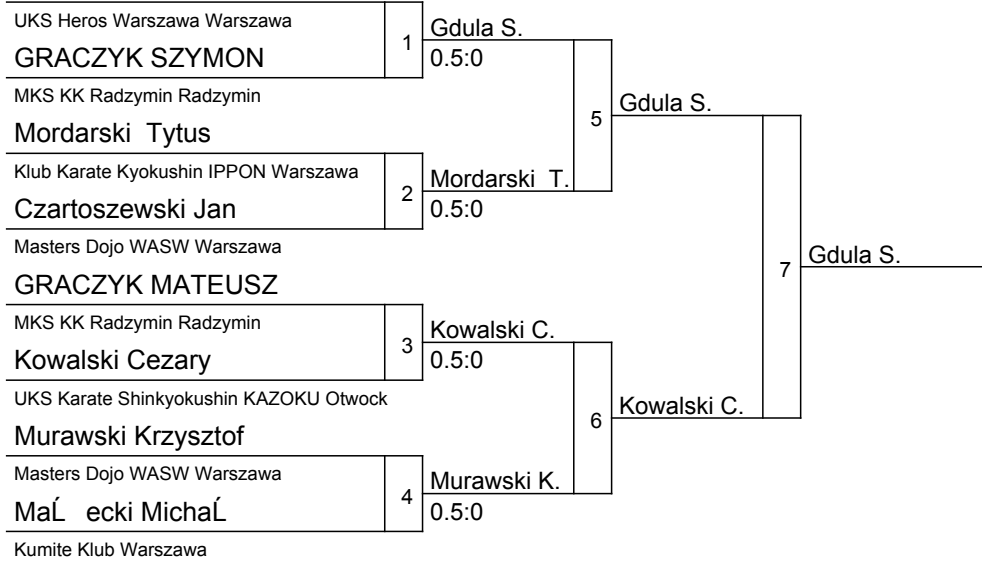 UKS Heros Warszawa Warszawa
1
Gdula S.
GRACZYK SZYMON
0.5:0
MKS KK Radzymin Radzymin
5
Gdula S.
Mordarski Tytus
Klub Karate Kyokushin IPPON Warszawa
2
Mordarski T.
Czartoszewski Jan
0.5:0
Masters Dojo WASW Warszawa
7
Gdula S.
GRACZYK MATEUSZ
MKS KK Radzymin Radzymin
3
Kowalski C.
Kowalski Cezary
0.5:0
UKS Karate Shinkyokushin KAZOKU Otwock
6
Kowalski C.
Murawski Krzysztof
Masters Dojo WASW Warszawa
4
Murawski K.
MaĹ ecki MichaĹ
0.5:0
Kumite Klub Warszawa